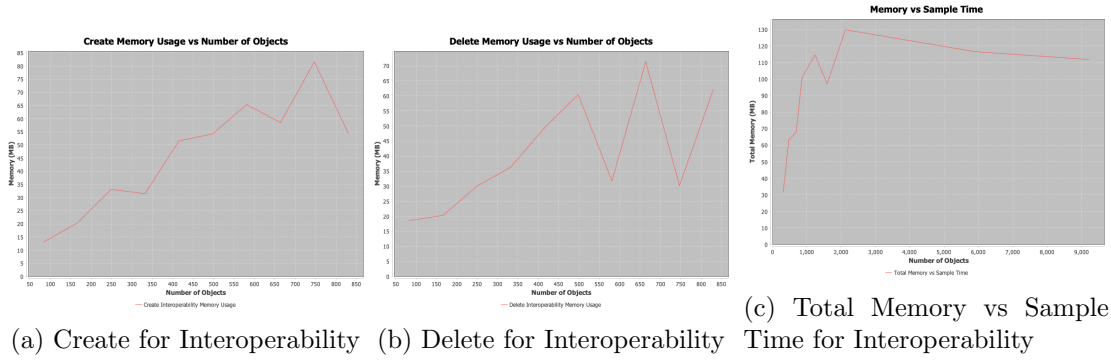 Create Memory Usage vs Number of Objects
85
80
75
70
65
60
55
50
45
40
35
30
25
20
15
10
5
0
Memory (MB)
50 100 150 200 250 300 350 400 450 500 550 600 650 700 750 800 850
Number of Objects
Create Interoperability Memory Usage
(a) Create for Interoperability
Delete Memory Usage vs Number of Objects
75
70
65
60
55
50
45
40
35
30
25
20
15
10
5
0
Memory (MB)
50 100 150 200 250 300 350 400 450 500 550 600 650 700 750 800 850
Number of Objects
Delete Interoperability Memory Usage
(b) Delete for Interoperability
Memory vs Sample Time
130
120
110
100
90
80
70
60
50
40
30
20
10
0
Total Memory (MB)
0 1,000 2,000 3,000 4,000 5,000 6,000 7,000 8,000 9,000
Number of Objects
Total Memory vs Sample Time
(c) Total Memory vs Sample
Time for Interoperability